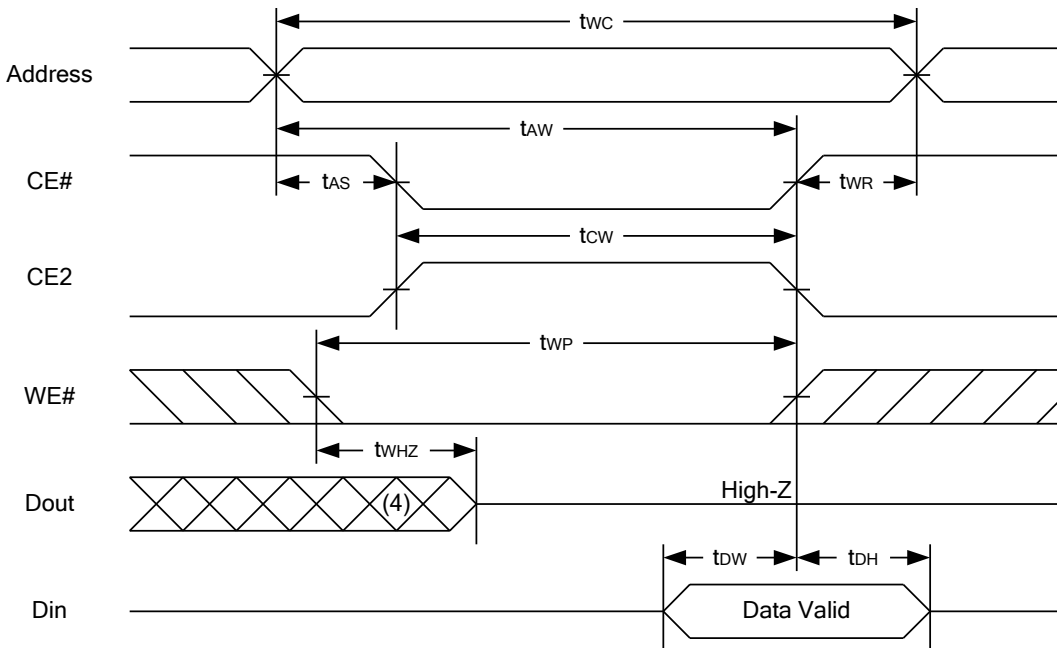 tWC
Address
tAW
CE#
tAS
tWR
tCW
CE2
tWP
WE#
tWHZ
Dout
(4)
High-Z
tDW
tDH
Din
Data Valid